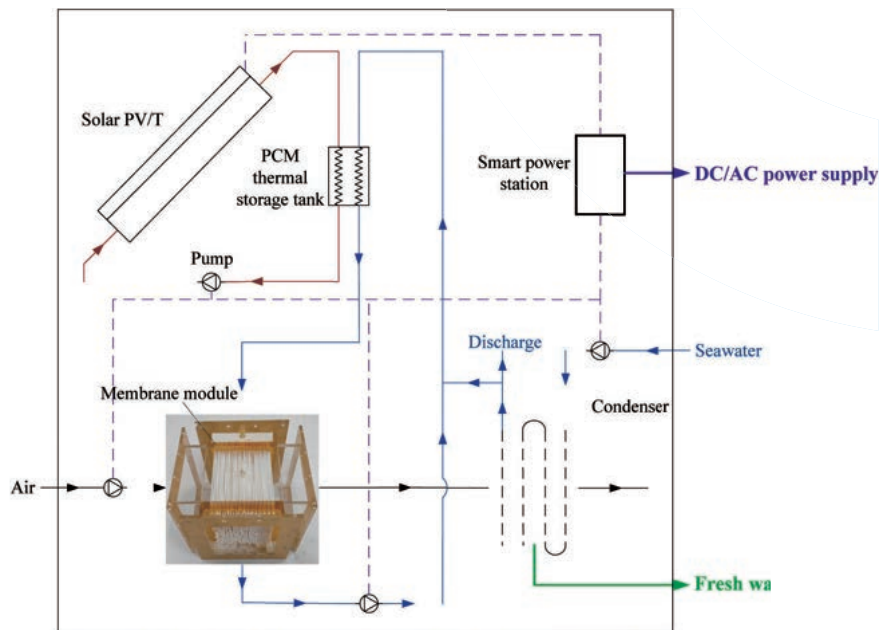 Solar PV/T
PCM
thermal
storage tank
Smart power
station
DC/AC power supply
Pump
Discharge
Seawater
Membrane module
Condenser
Air
Fresh wa